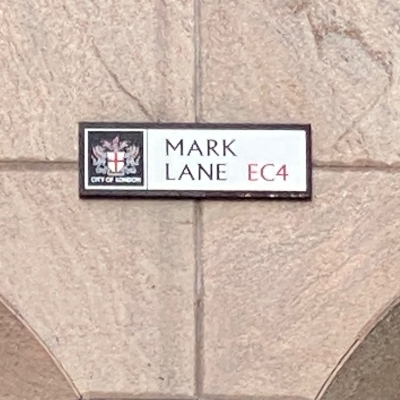 MARK
LANE EC4
CITY OF LONDON